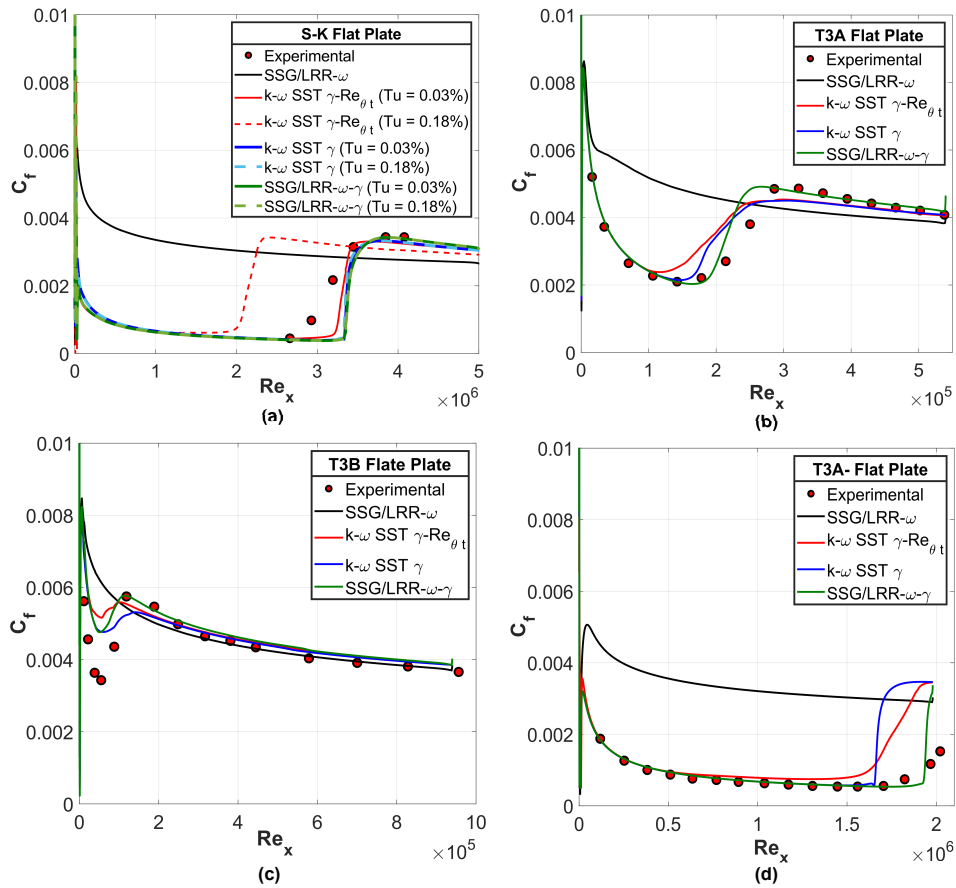 S-K Flat Plate
Experimental
SSG/LRR-ω
k-ω SST γ-Reθ t (Tu = 0.03%)
k-ω SST γ-Reθ t (Tu = 0.18%)
k-ω SST γ (Tu = 0.03%)
k-ω SST γ (Tu = 0.18%)
SSG/LRR-ω-γ (Tu = 0.03%)
SSG/LRR-ω-γ (Tu = 0.18%)
0.01
0.008
0.006
0.004
0.002
0
Cf
0 1 2 3 4 5
Rex
×10^6
(a)
T3A Flat Plate
Experimental
SSG/LRR-ω
k-ω SST γ-Reθ t
k-ω SST γ
SSG/LRR-ω-γ
0.01
0.008
0.006
0.004
0.002
0
Cf
0 1 2 3 4 5
Rex
×10^5
(b)
T3B Flate Plate
Experimental
SSG/LRR-ω
k-ω SST γ-Reθ t
k-ω SST γ
SSG/LRR-ω-γ
0.01
0.008
0.006
0.004
0.002
0
Cf
0 2 4 6 8 10
Rex
×10^5
(c)
T3A- Flat Plate
Experimental
SSG/LRR-ω
k-ω SST γ-Reθ t
k-ω SST γ
SSG/LRR-ω-γ
0.01
0.008
0.006
0.004
0.002
0
Cf
0 0.5 1 1.5 2
Rex
×10^6
(d)